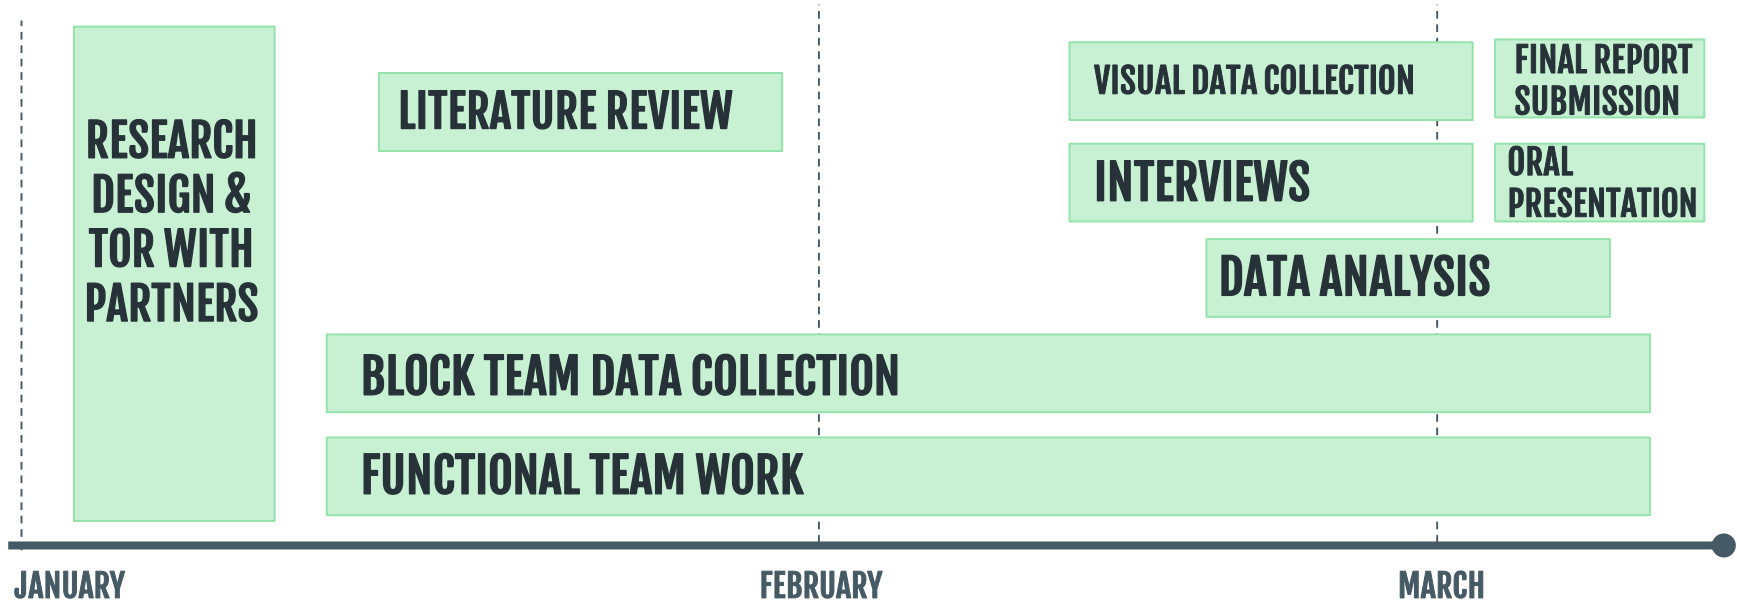 RESEARCH
DESIGN &
TOR WITH
PARTNERS
LITERATURE REVIEW
VISUAL DATA COLLECTION
FINAL REPORT
SUBMISSION
INTERVIEWS
ORAL
PRESENTATION
DATA ANALYSIS
BLOCK TEAM DATA COLLECTION
FUNCTIONAL TEAM WORK
JANUARY
FEBRUARY
MARCH